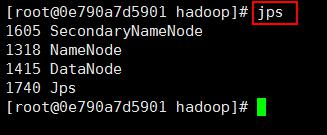 [root@0e790a7d5901 hadoop]# jps
1605 SecondaryNameNode
1318 NameNode
1415 DataNode
1740 Jps
[root@0e790a7d5901 hadoop]#